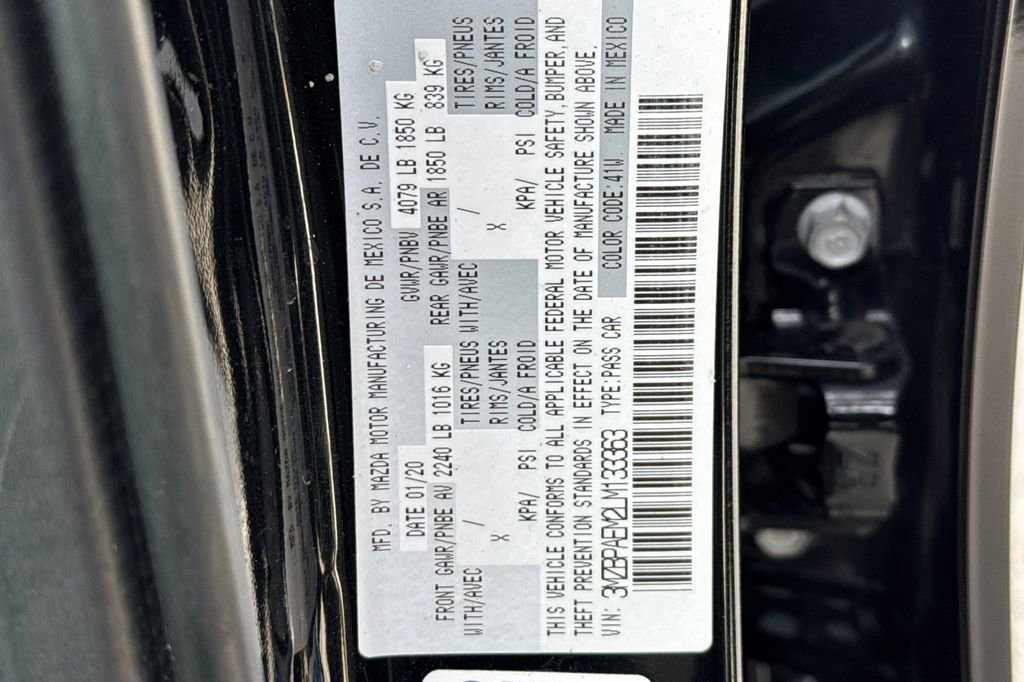 MFD. BY MAZDA MOTOR MANUFACTURING DE MEXICO S.A. DE C.V.
DATE 01/20 GVWR/PNBV 4079 LB 1850 KG
FRONT GAWR/PNBE AV 2240 LB 1016 KG REAR GAWR/PNBE AR 1850 LB 839 KG
WITH/AVEC / TIRES/PNEUS WITH/AVEC / TIRES/PNEUS
X RIMS/JANTES X RIMS/JANTES
KPA/ PSI COLD/A FROID KPA/ PSI COLD/A FROID
THIS VEHICLE CONFORMS TO ALL APPLICABLE FEDERAL MOTOR VEHICLE SAFETY, BUMPER, AND
THEFT PREVENTION STANDARDS IN EFFECT ON THE DATE OF MANUFACTURE SHOWN ABOVE.
VIN: 3MZBPAEM2LM133363 TYPE:PASS CAR COLOR CODE:41W MADE IN MEXICO